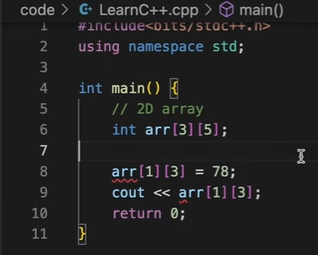 code > LearnC++.cpp > main()
1 #include<bits/stdc++.h>
2 using namespace std;
3
4 int main() {
5 // 2D array
6 int arr[3][5];
7
8 arr[1][3] = 78;
9 cout << arr[1][3];
10 return 0;
11 }